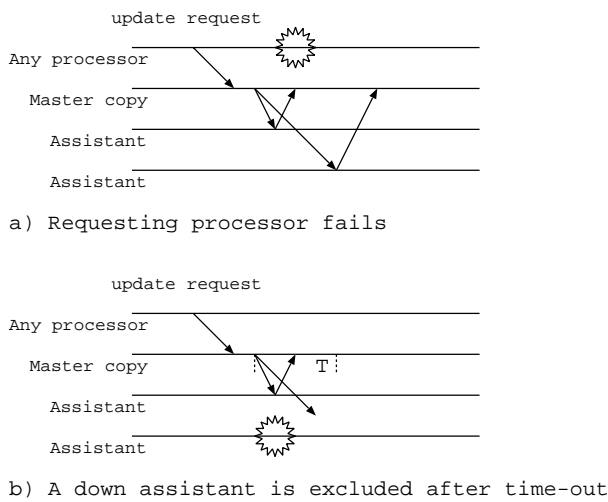 update request
Any processor
Master copy
Assistant
Assistant
a) Requesting processor fails
update request
Any processor
Master copy
T
Assistant
Assistant
b) A down assistant is excluded after time-out